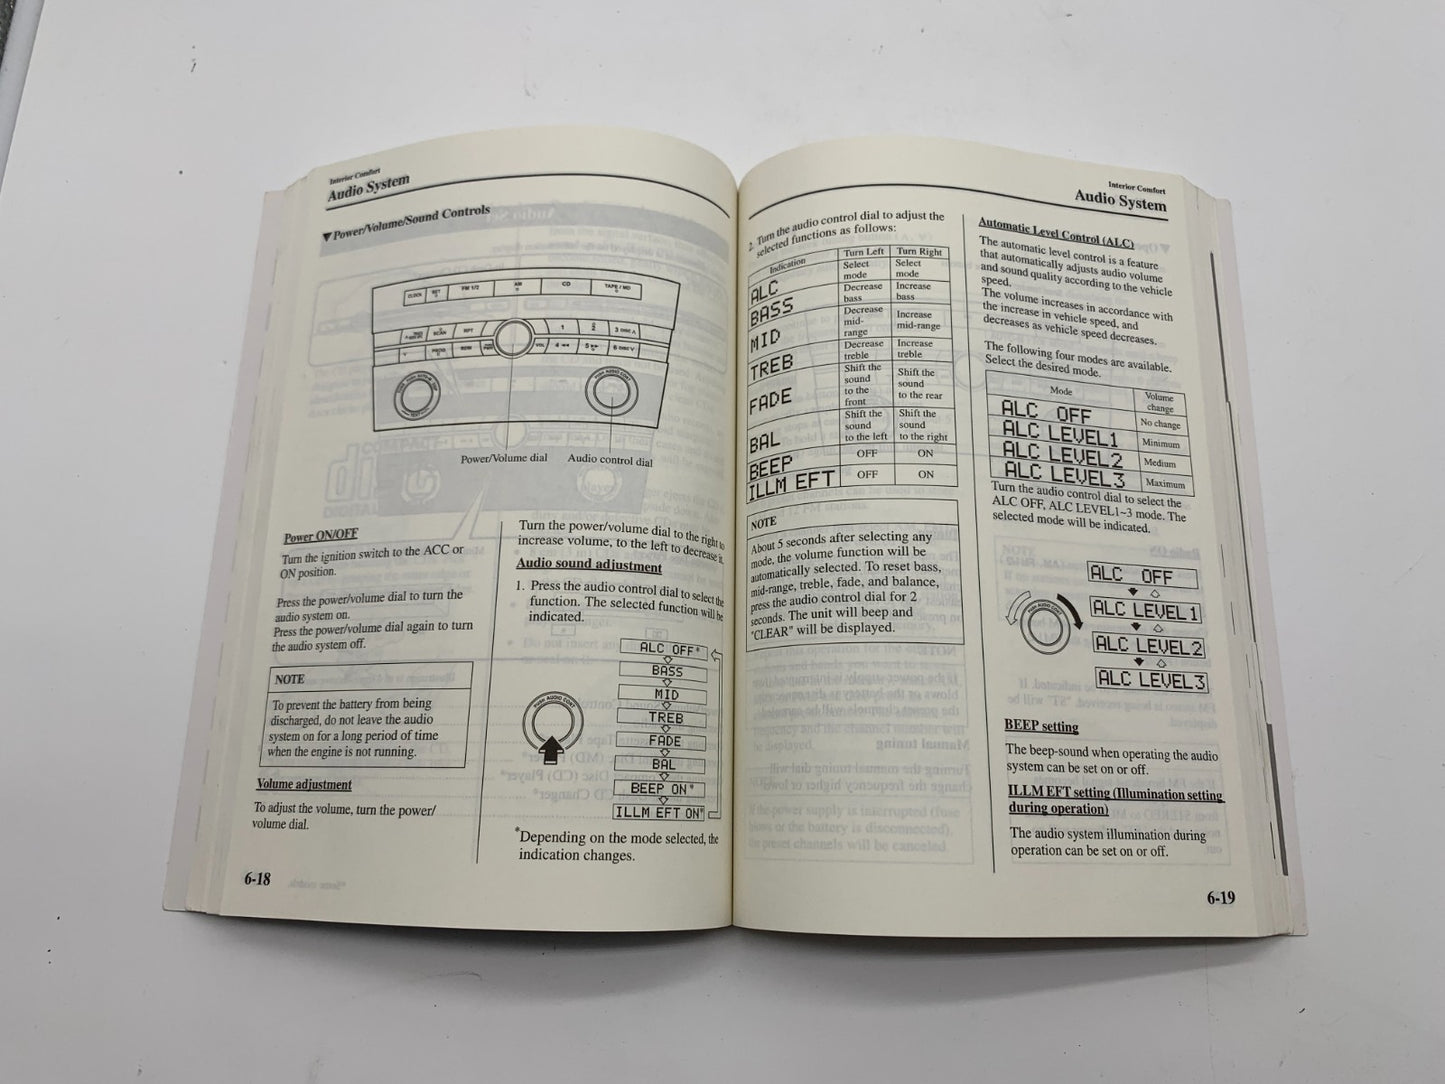 Interior Comfort
Audio System
▼Power/Volume/Sound Controls
CLOCK
SET
FM 1/2
AM
CD
TAPE / MD
SCAN
RPT
1
2
3 DISC∧
VOL
4 ◄◄
5 ►►
6 DISC∨
PUSH AUDIO CONT
Power/Volume dial
Audio control dial
Power ON/OFF
Turn the ignition switch to the ACC or
ON position.
Press the power/volume dial to turn the
audio system on.
Press the power/volume dial again to turn
the audio system off.
NOTE
To prevent the battery from being
discharged, do not leave the audio
system on for a long period of time
when the engine is not running.
Volume adjustment
To adjust the volume, turn the power/
volume dial.
6-18
Turn the power/volume dial to the right to
increase volume, to the left to decrease it.
Audio sound adjustment
1. Press the audio control dial to select the
function. The selected function will be
indicated.
PUSH AUDIO CONT
ALC OFF*
BASS
MID
TREB
FADE
BAL
BEEP ON*
ILLM EFT ON*
*Depending on the mode selected, the
indication changes.
Interior Comfort
Audio System
2. Turn the audio control dial to adjust the
selected functions as follows:
Indication Turn Left Turn Right
ALC Select mode Select mode
BASS Decrease bass Increase bass
MID Decrease mid-range Increase mid-range
TREB Decrease treble Increase treble
FADE Shift the sound to the front Shift the sound to the rear
BAL Shift the sound to the left Shift the sound to the right
BEEP OFF ON
ILLM EFT OFF ON
NOTE
About 5 seconds after selecting any
mode, the volume function will be
automatically selected. To reset bass,
mid-range, treble, fade, and balance,
press the audio control dial for 2
seconds. The unit will beep and
"CLEAR" will be displayed.
Automatic Level Control (ALC)
The automatic level control is a feature
that automatically adjusts audio volume
and sound quality according to the vehicle
speed.
The volume increases in accordance with
the increase in vehicle speed, and
decreases as vehicle speed decreases.
The following four modes are available.
Select the desired mode.
Mode Volume change
ALC OFF No change
ALC LEVEL1 Minimum
ALC LEVEL2 Medium
ALC LEVEL3 Maximum
Turn the audio control dial to select the
ALC OFF, ALC LEVEL1~3 mode. The
selected mode will be indicated.
PUSH AUDIO CONT
ALC OFF
ALC LEVEL1
ALC LEVEL2
ALC LEVEL3
BEEP setting
The beep-sound when operating the audio
system can be set on or off.
ILLM EFT setting (Illumination setting
during operation)
The audio system illumination during
operation can be set on or off.
6-19